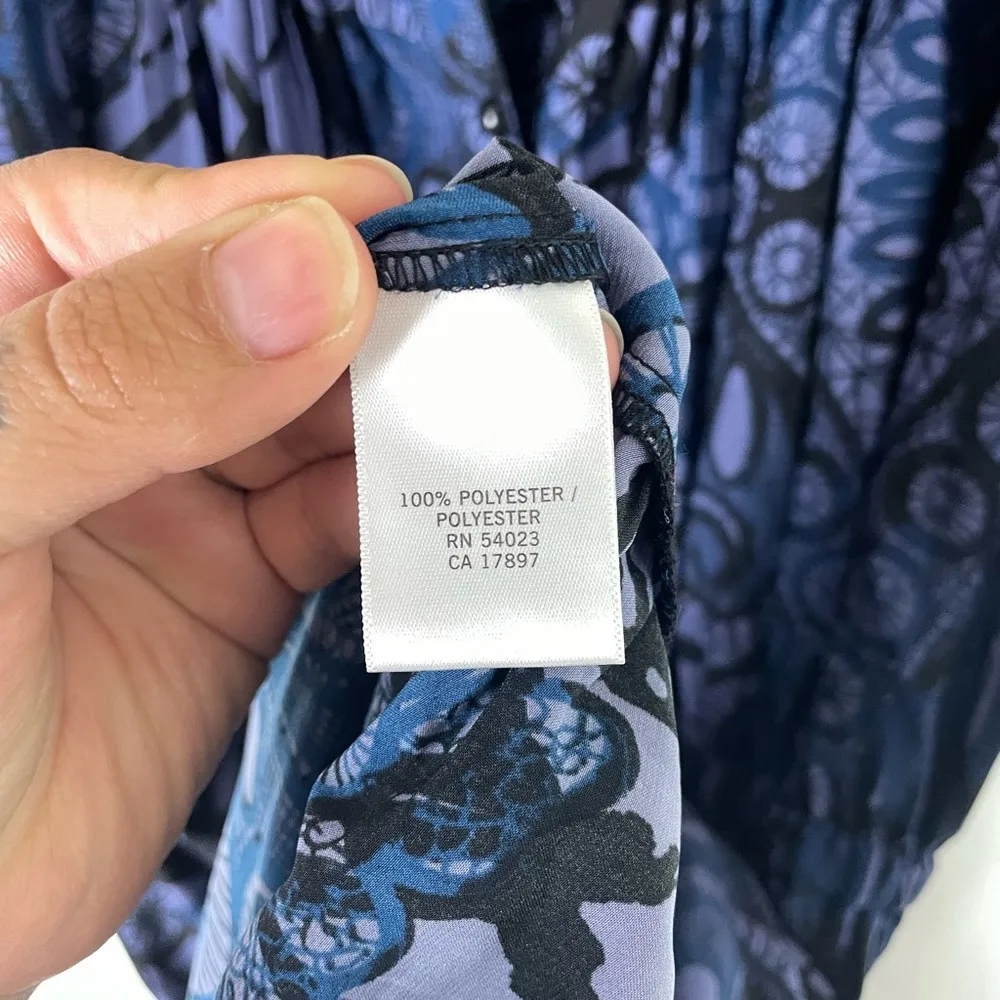 100% POLYESTER /
POLYESTER
RN 54023
CA 17897